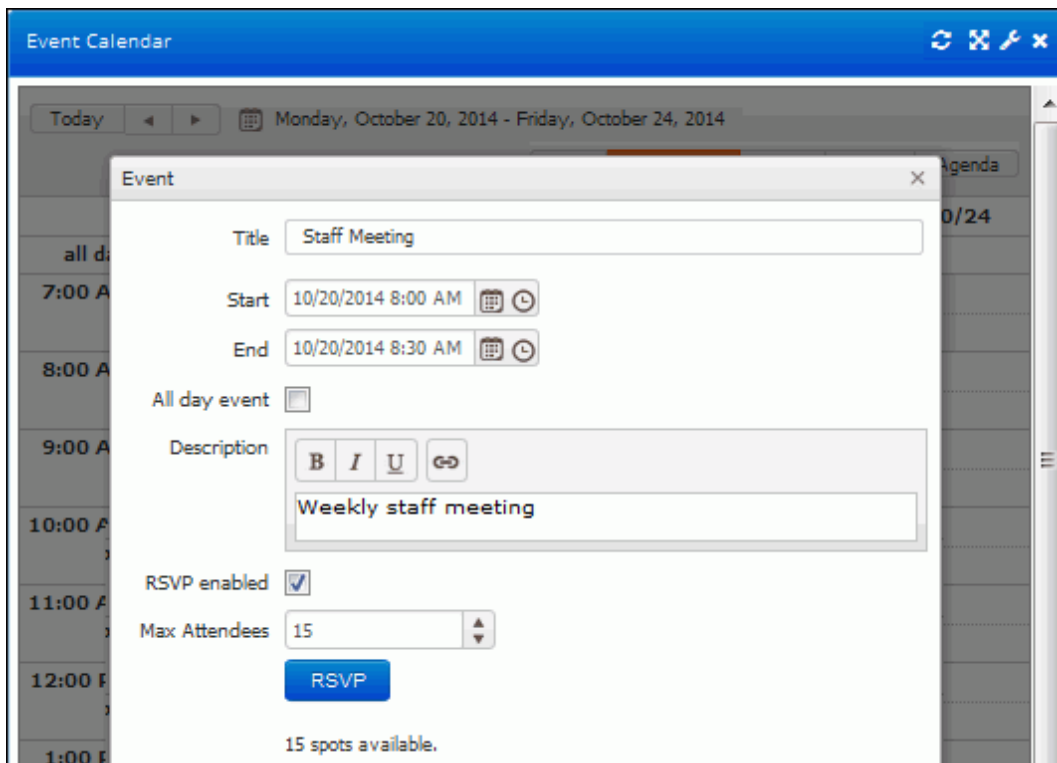 Event Calendar
Today
Monday, October 20, 2014 - Friday, October 24, 2014
Agenda
Event
0/24
Title
Staff Meeting
all da
7:00 A
Start
10/20/2014 8:00 AM
End
10/20/2014 8:30 AM
8:00 A
All day event
9:00 A
Description
B I U
Weekly staff meeting
10:00 A
RSVP enabled
11:00 A
Max Attendees
15
12:00 P
RSVP
15 spots available.
1:00 P